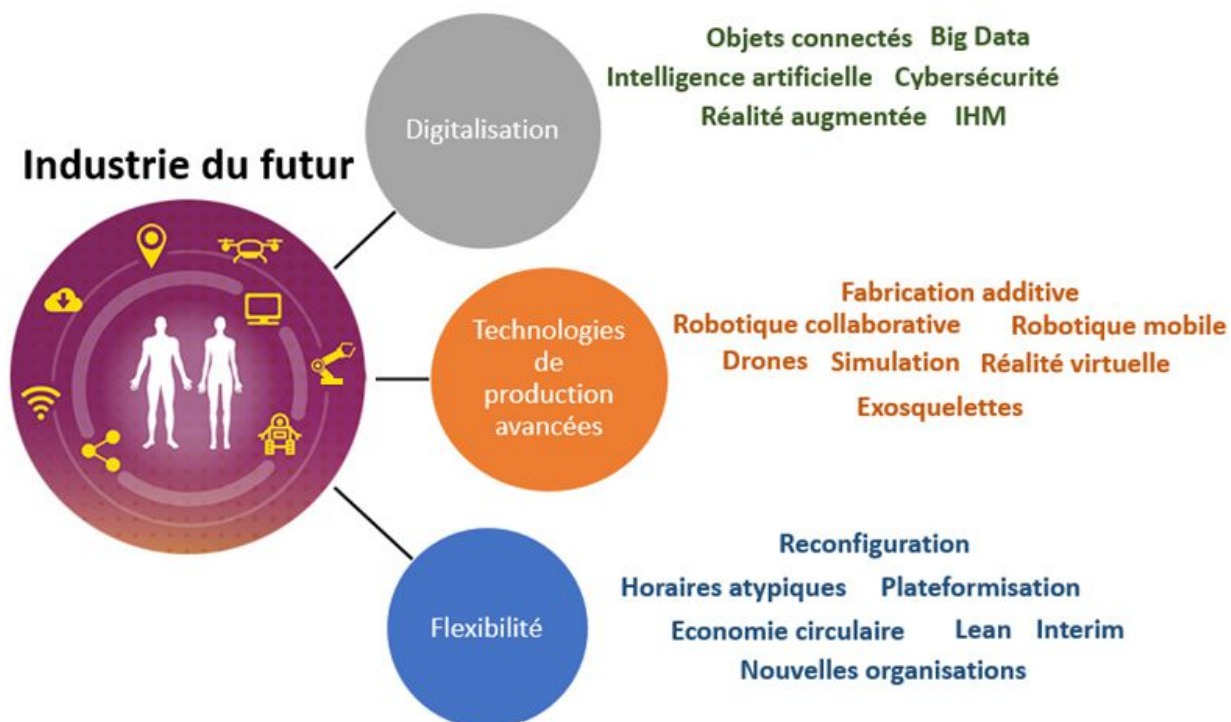 Industrie du futur
Digitalisation
Objets connectés Big Data
Intelligence artificielle Cybersécurité
Réalité augmentée IHM
Technologies
de
production
avancées
Fabrication additive
Robotique collaborative Robotique mobile
Drones Simulation Réalité virtuelle
Exosquelettes
Flexibilité
Reconfiguration
Horaires atypiques Plateformisation
Economie circulaire Lean Interim
Nouvelles organisations